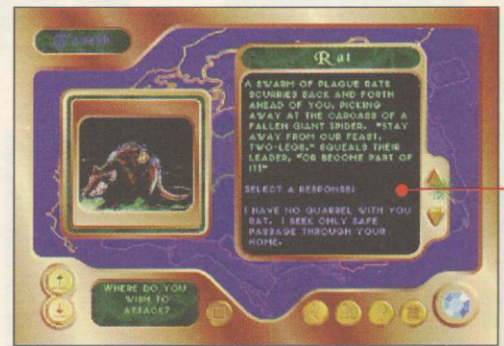 Rat
A SWARM OF PLAGUE RATS
SCURRIES BACK AND FORTH
AHEAD OF YOU, PICKING
AWAY AT THE CARCASS OF A
FALLEN GIANT SPIDER. "STAY
AWAY FROM OUR FEAST,
TWO-LEGS," SQUEALS THEIR
LEADER, "OR BECOME PART OF
IT!"
SELECT A RESPONSE:
I HAVE NO QUARREL WITH YOU
RAT. I SEEK ONLY SAFE
PASSAGE THROUGH YOUR
HOME.
WHERE DO YOU
WISH TO
ATTACK?